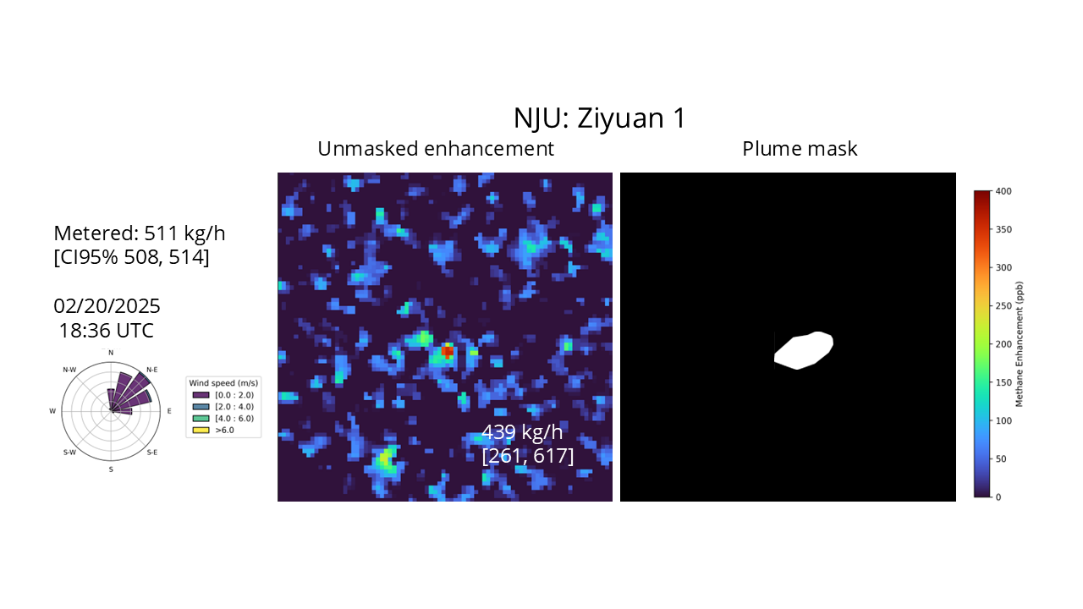 NJU: Ziyuan 1
Unmasked enhancement
Plume mask
Metered: 511 kg/h
[CI95% 508, 514]
02/20/2025
18:36 UTC
N
N-W
N-E
W
E
S-W
S-E
S
Wind speed (m/s)
[0.0 : 2.0)
[2.0 : 4.0)
[4.0 : 6.0)
>6.0
439 kg/h
[261, 617]
400
350
300
250
200
150
100
50
0
Methane Enhancement (ppb)